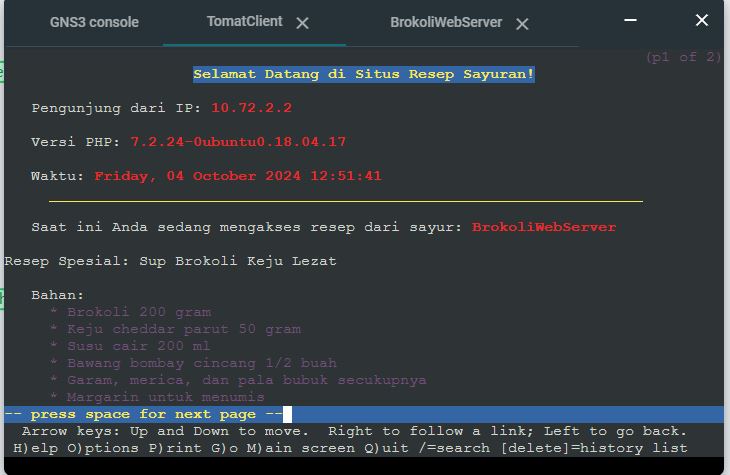 GNS3 console TomatClient BrokoliWebServer
(p1 of 2)
Selamat Datang di Situs Resep Sayuran!
Pengunjung dari IP: 10.72.2.2
Versi PHP: 7.2.24-0ubuntu0.18.04.17
Waktu: Friday, 04 October 2024 12:51:41
Saat ini Anda sedang mengakses resep dari sayur: BrokoliWebServer
Resep Spesial: Sup Brokoli Keju Lezat
Bahan:
* Brokoli 200 gram
* Keju cheddar parut 50 gram
* Susu cair 200 ml
* Bawang bombay cincang 1/2 buah
* Garam, merica, dan pala bubuk secukupnya
* Margarin untuk menumis
-- press space for next page --
Arrow keys: Up and Down to move.  Right to follow a link; Left to go back.
H)elp O)ptions P)rint G)o M)ain screen Q)uit /=search [delete]=history list